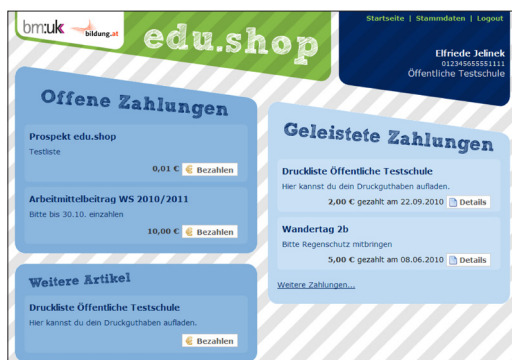 bm:uk
bildung.at
edu.shop
Startseite | Stammdaten | Logout
Elfriede Jelinek
012345655551111
Öffentliche Testschule
Offene Zahlungen
Prospekt edu.shop
Testliste
0,01 € Bezahlen
Arbeitmittelbeitrag WS 2010/2011
Bitte bis 30.10. einzahlen
10,00 € Bezahlen
Weitere Artikel
Druckliste Öffentliche Testschule
Hier kannst du dein Druckguthaben aufladen.
Bezahlen
Geleistete Zahlungen
Druckliste Öffentliche Testschule
Hier kannst du dein Druckguthaben aufladen.
2,00 € gezahlt am 22.09.2010 Details
Wandertag 2b
Bitte Regenschutz mitbringen
5,00 € gezahlt am 08.06.2010 Details
Weitere Zahlungen...